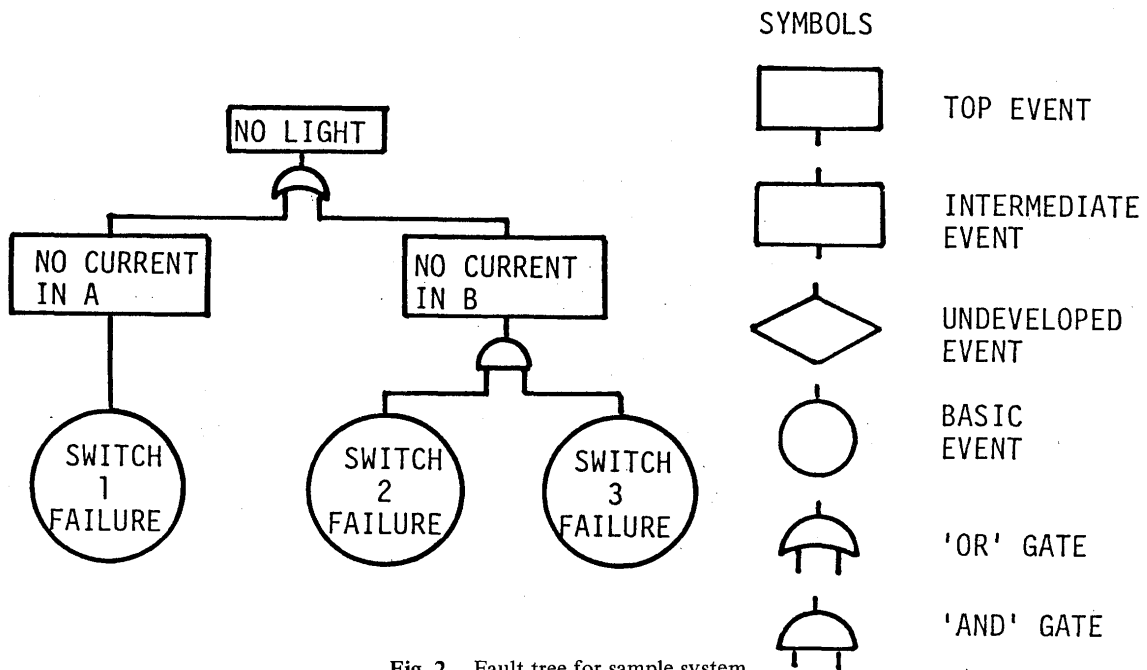 NO LIGHT
NO CURRENT
IN A
NO CURRENT
IN B
SWITCH
1
FAILURE
SWITCH
2
FAILURE
SWITCH
3
FAILURE
SYMBOLS
TOP EVENT
INTERMEDIATE
EVENT
UNDEVELOPED
EVENT
BASIC
EVENT
'OR' GATE
'AND' GATE
Fig. 2. Fault tree for sample system